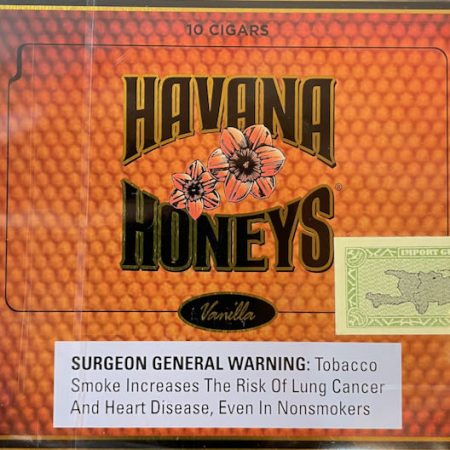 10 CIGARS
HAVANA
HONEYS®
Vanilla
IMPORT
SURGEON GENERAL WARNING: Tobacco
Smoke Increases The Risk Of Lung Cancer
And Heart Disease, Even In Nonsmokers